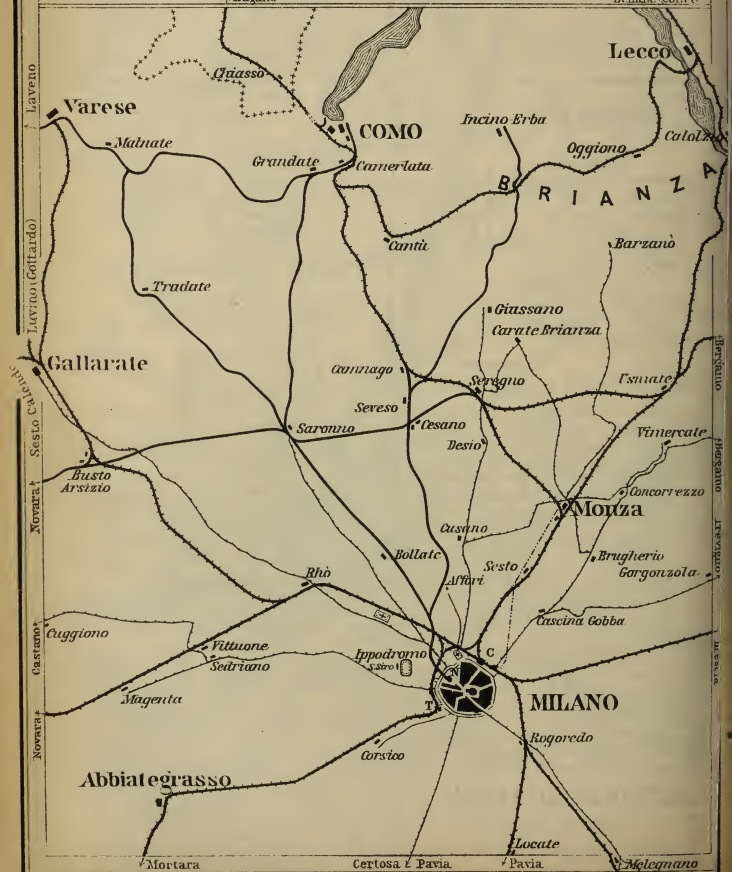 Lecco
Chiasso
Laveno
Varese
COMO
Incino-Erba
Malnate
Grandate
Camerlata
Oggiono
BRIANZA
Cantù
Barzanò
Luvino (Gottardo)
Tradate
Giussano
Carate Brianza
Gallarate
Camnago
Seregno
Usmate
Bergamo
Sesto Calende
Seveso
Saronno
Cesano
Desio
Vimercate
Bergamo
Busto
Arsizio
Novara
Concorrezzo
Monza
Cusano
Bollate
Rhò
Affori
Sesto
Brugherio
Gorgonzola
Treviglio
Cuggiono
Castano
Cascina Gobba
Vittuone
Sedriano
Ippodromo
S. Siro
C
N
Magenta
T
MILANO
Novara
Corsico
Rogoredo
Abbiategrasso
Locate
Mortara
Certosa
Pavia
Pavia
Melegnano